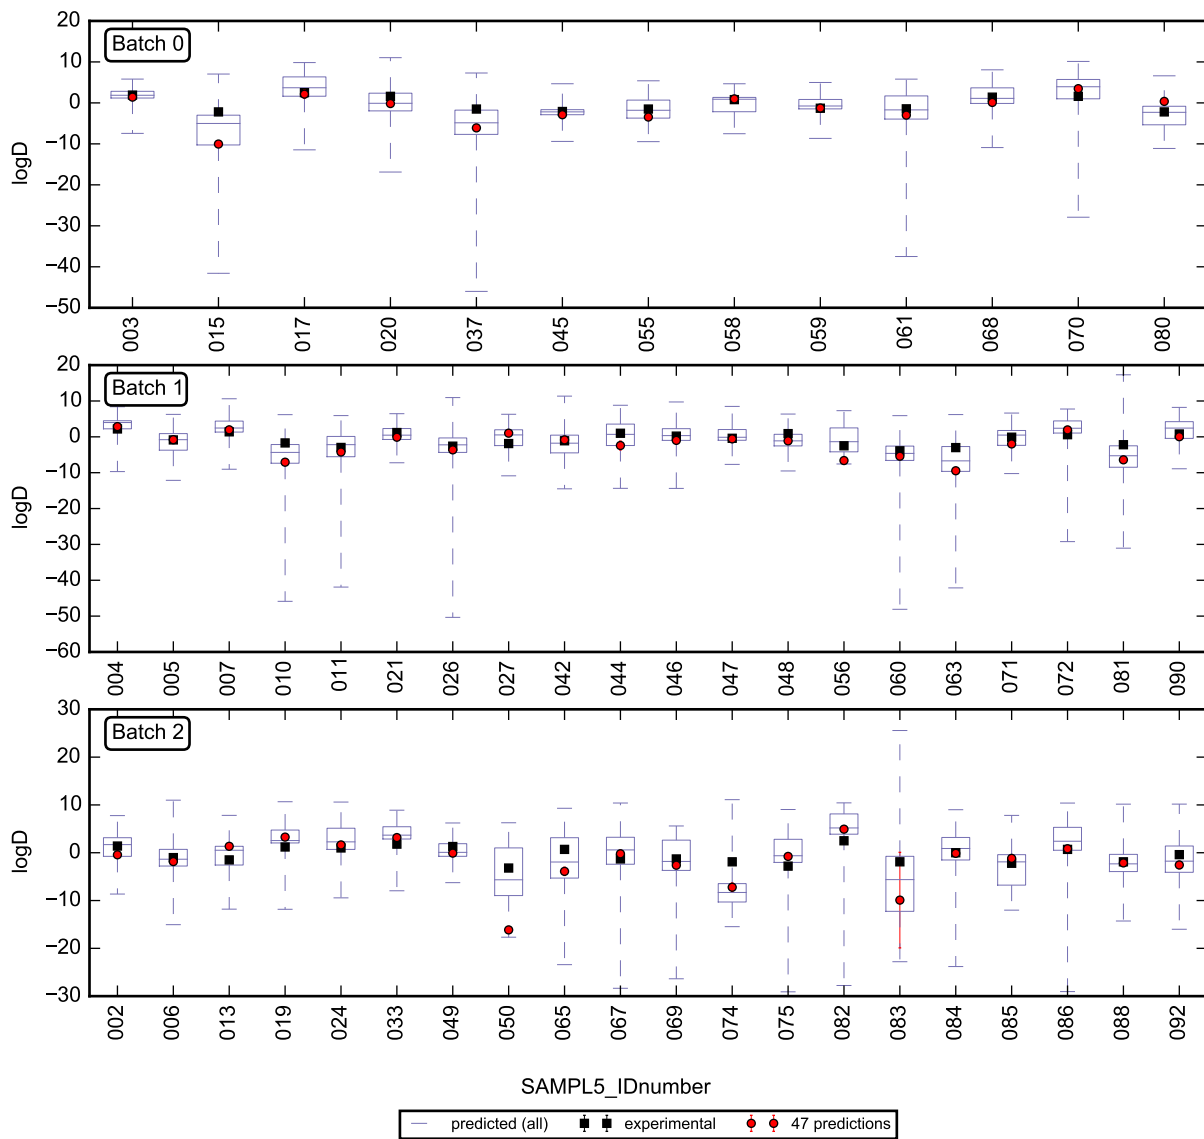 20
Batch 0
10
0
−10
−20
−30
−40
−50
logD
003 015 017 020 037 045 055 058 059 061 068 070 080
20
Batch 1
10
0
−10
−20
−30
−40
−50
−60
logD
004 005 007 010 011 021 026 027 042 044 046 047 048 056 060 063 071 072 081 090
30
Batch 2
20
10
0
−10
−20
−30
logD
002 006 013 019 024 033 049 050 065 067 069 074 075 082 083 084 085 086 088 092
SAMPL5_IDnumber
predicted (all) experimental 47 predictions